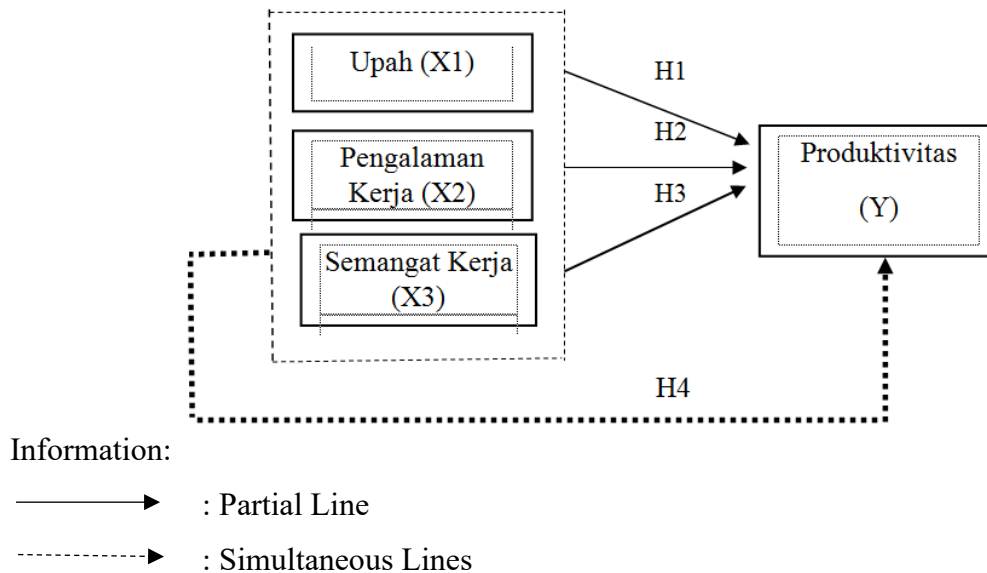 Upah (X1)
H1
H2
Pengalaman
Kerja (X2)
Produktivitas
(Y)
H3
Semangat Kerja
(X3)
H4
Information:
: Partial Line
: Simultaneous Lines